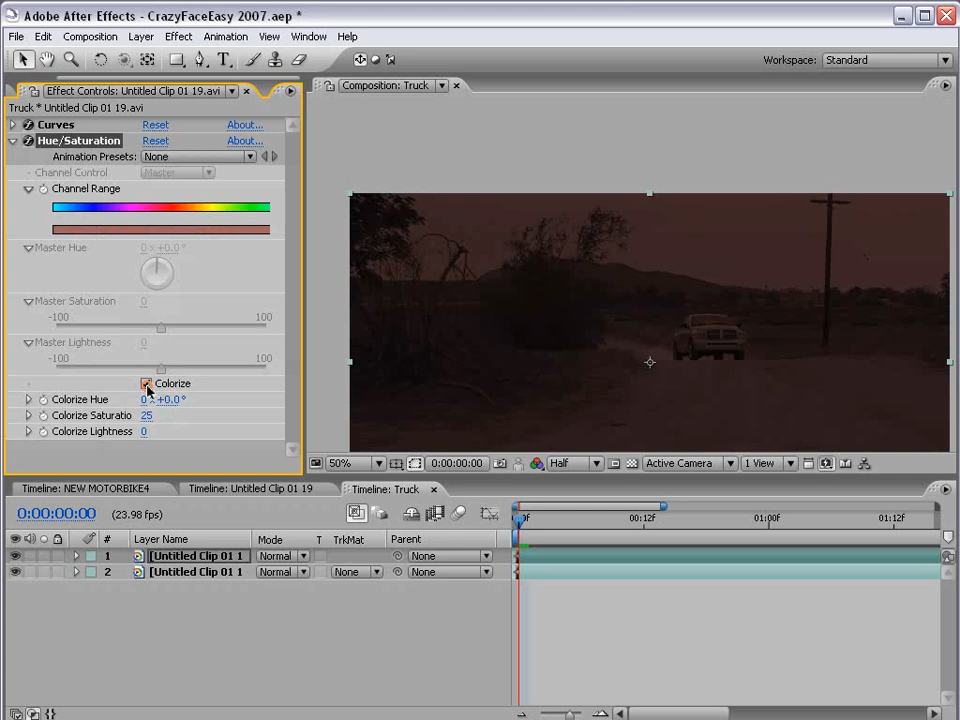 Adobe After Effects - CrazyFaceEasy 2007.aep *
File Edit Composition Layer Effect Animation View Window Help
Workspace: Standard
Effect Controls: Untitled Clip 01 19.avi
Composition: Truck
Truck * Untitled Clip 01 19.avi
Curves Reset About...
Hue/Saturation Reset About...
Animation Presets: None
Channel Control Master
Channel Range
Master Hue 0 x +0.0°
Master Saturation 0
-100 100
Master Lightness 0
-100 100
Colorize
Colorize Hue 0 x +0.0°
Colorize Saturatio 25
Colorize Lightness 0
50% 0:00:00:00 Half Active Camera 1 View
Timeline: NEW MOTORBIKE4 Timeline: Untitled Clip 01 19 Timeline: Truck
0:00:00:00 (23.98 fps)
00:12f 01:00f 01:12f
# Layer Name Mode T TrkMat Parent
1 [Untitled Clip 01 1 Normal None
2 [Untitled Clip 01 1 Normal None None